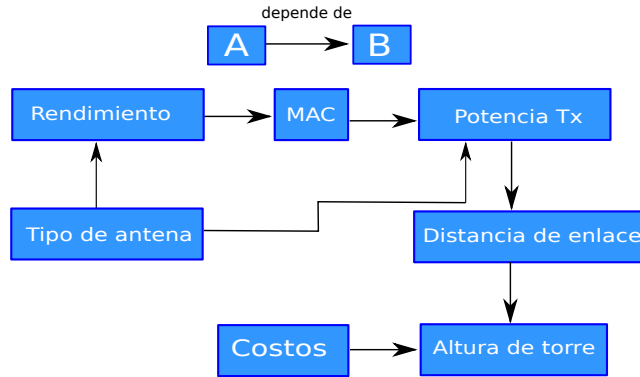 depende de
A
B
Rendimiento
MAC
Potencia Tx
Tipo de antena
Distancia de enlace
Costos
Altura de torre